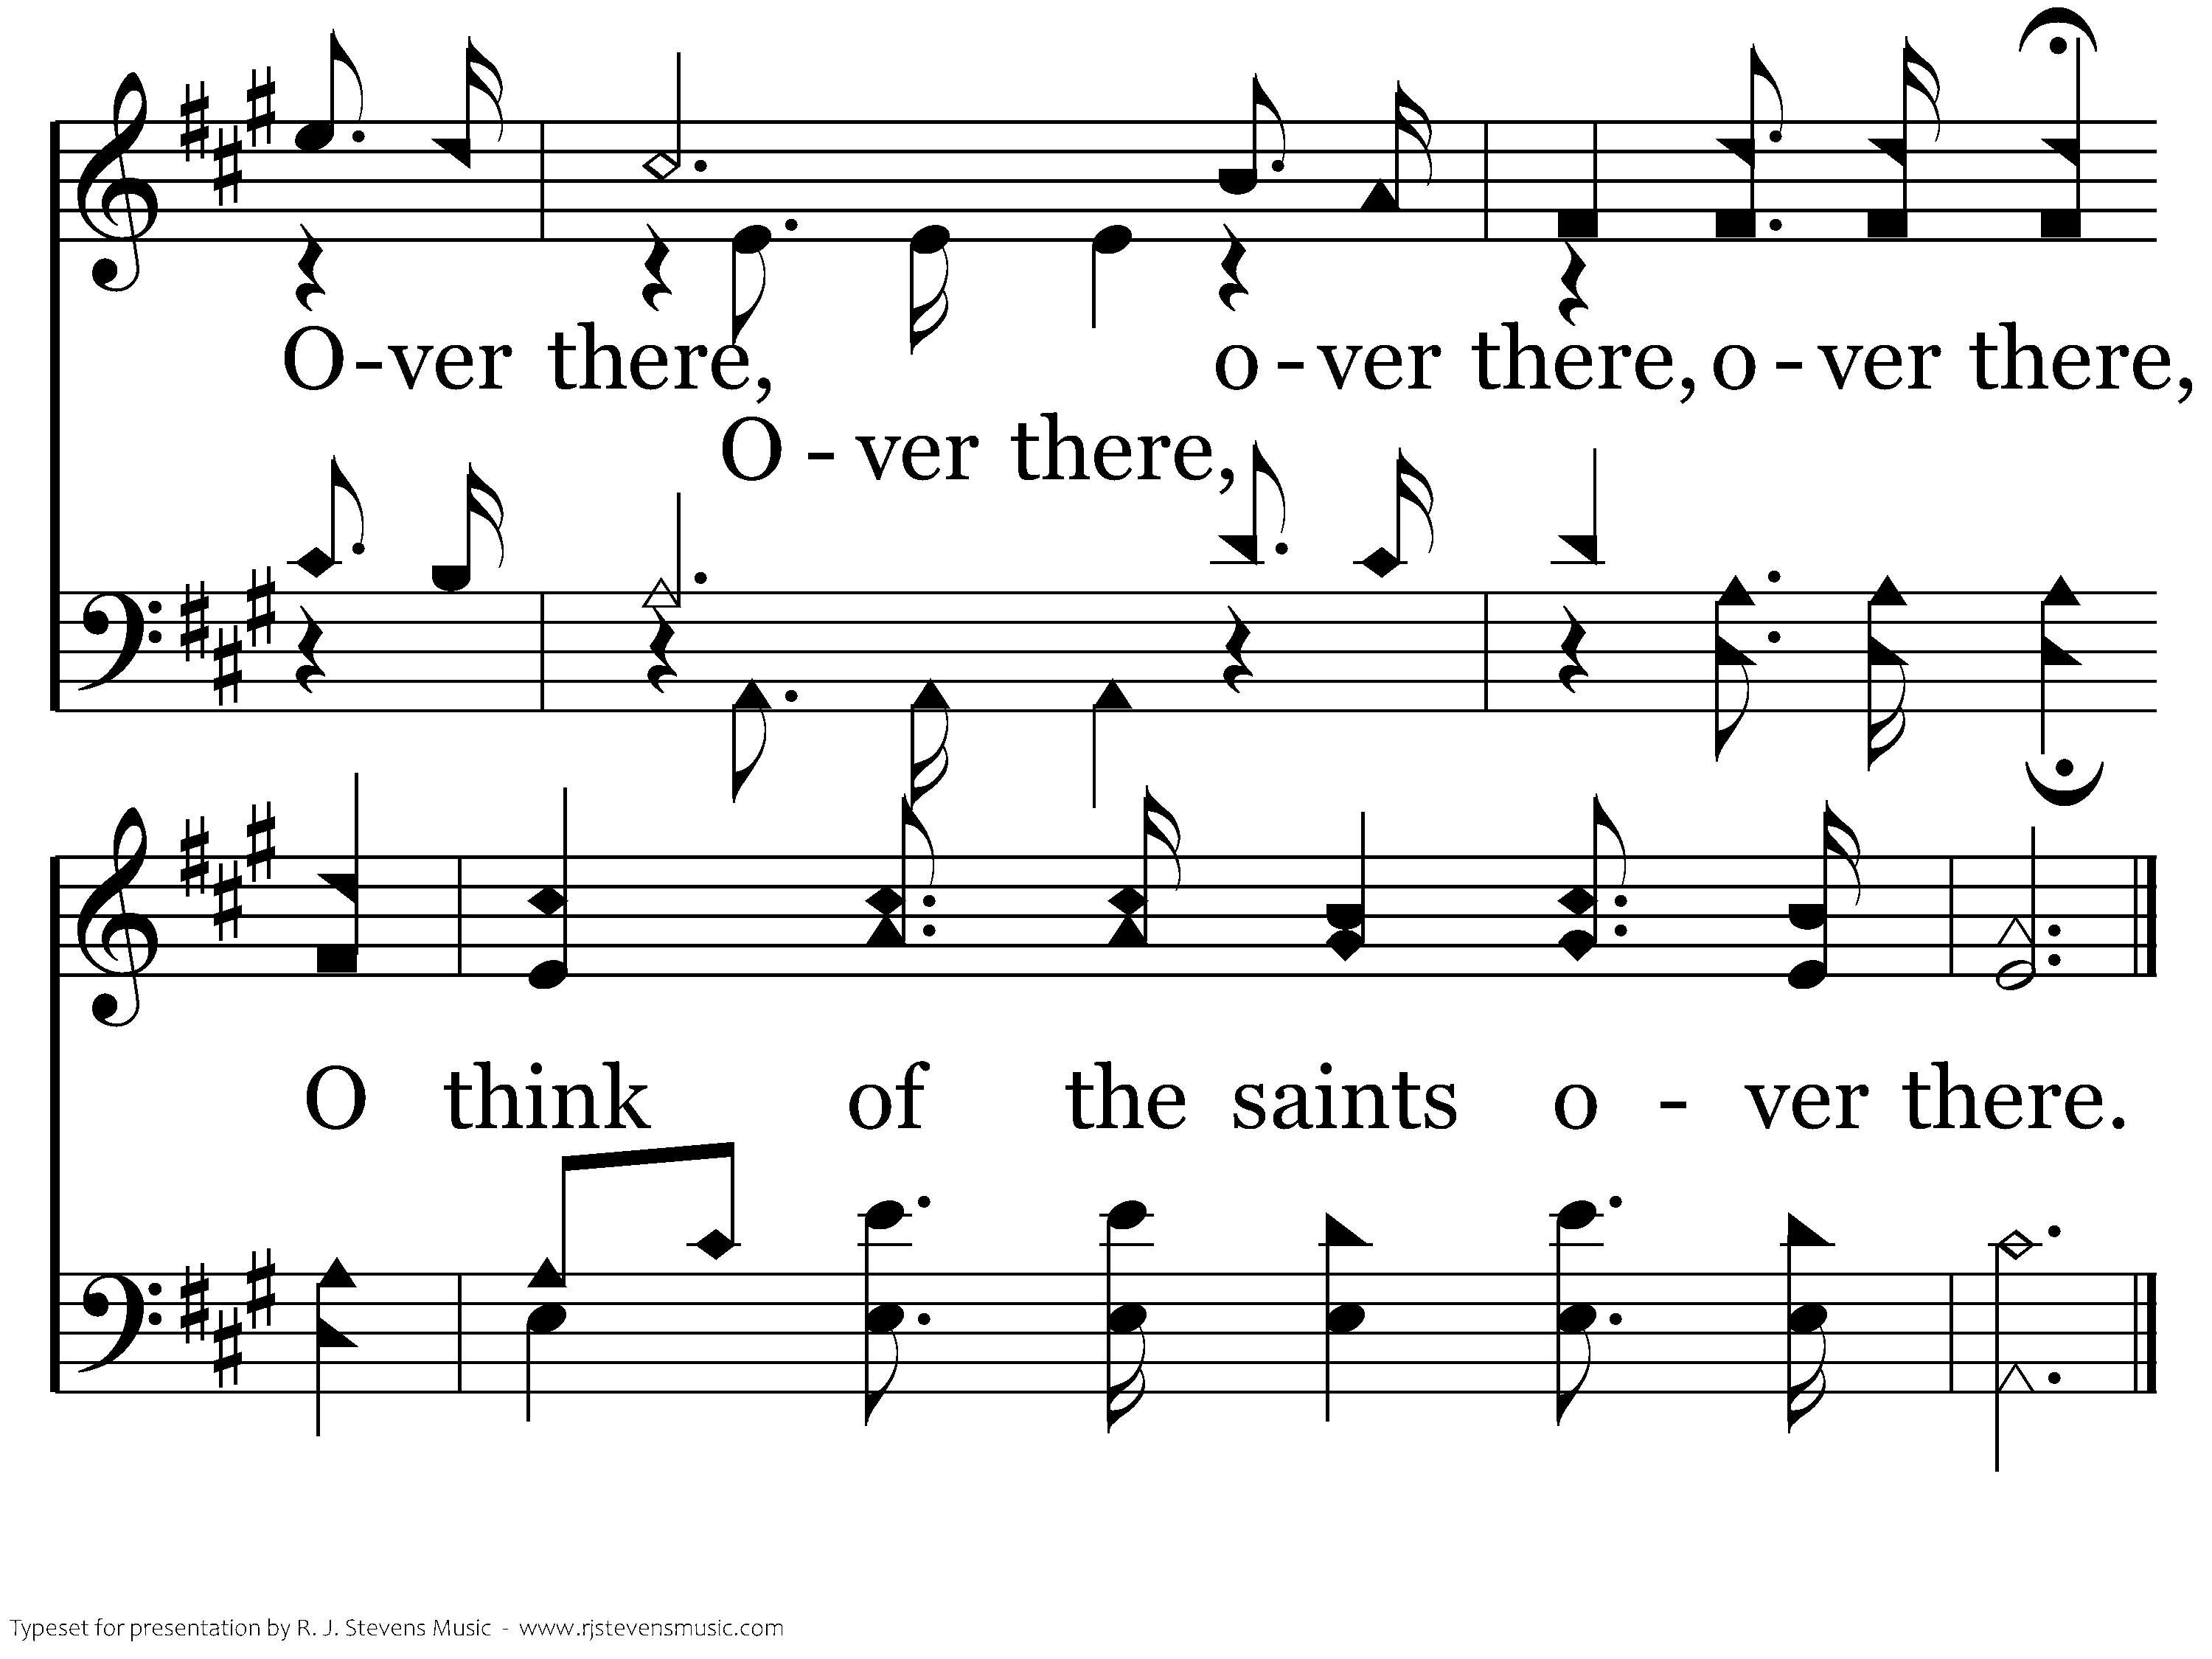 O-ver there, o - ver there, o - ver there,
O - ver there,
O think of the saints o - ver there.
Typeset for presentation by R. J. Stevens Music - www.rjstevensmusic.com